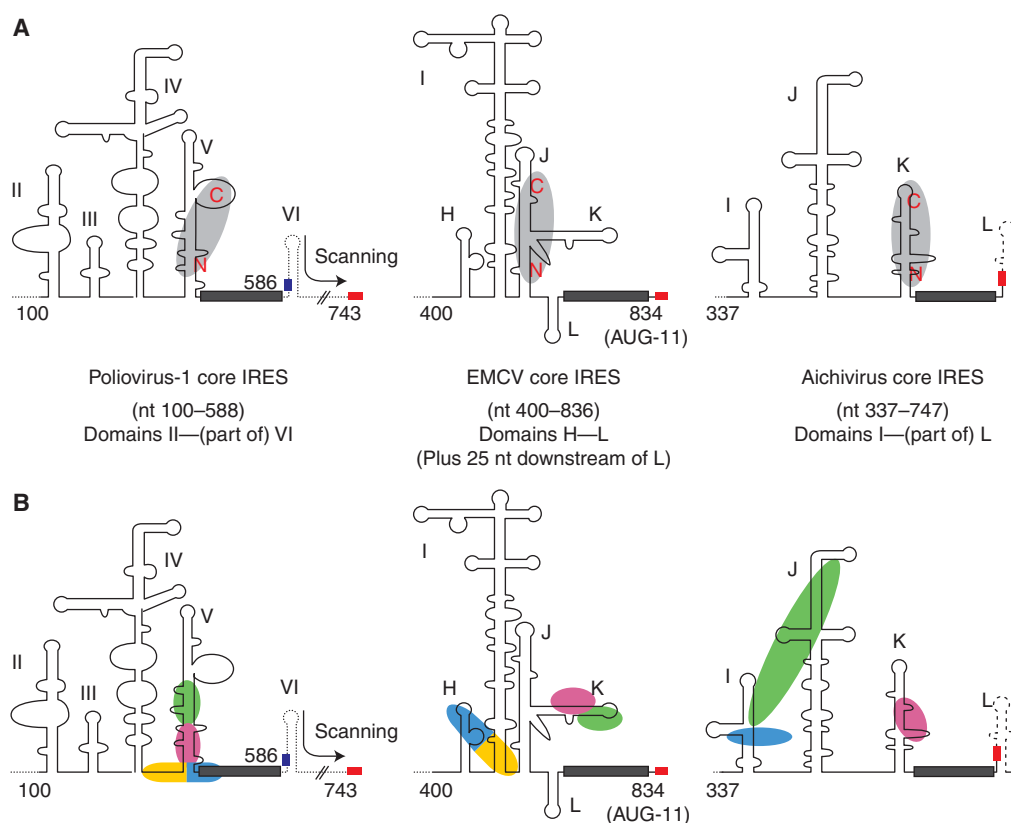 A
IV
V
II
III
C
N
VI
586
Scanning
100
743
I
J
H
C
K
N
L
400
834
(AUG-11)
J
K
I
C
N
L
337
Poliovirus-1 core IRES
(nt 100–588)
Domains II—(part of) VI
EMCV core IRES
(nt 400–836)
Domains H—L
(Plus 25 nt downstream of L)
Aichivirus core IRES
(nt 337–747)
Domains I—(part of) L
B
IV
V
II
III
VI
586
Scanning
100
743
I
J
H
K
L
400
834
(AUG-11)
J
K
I
L
337